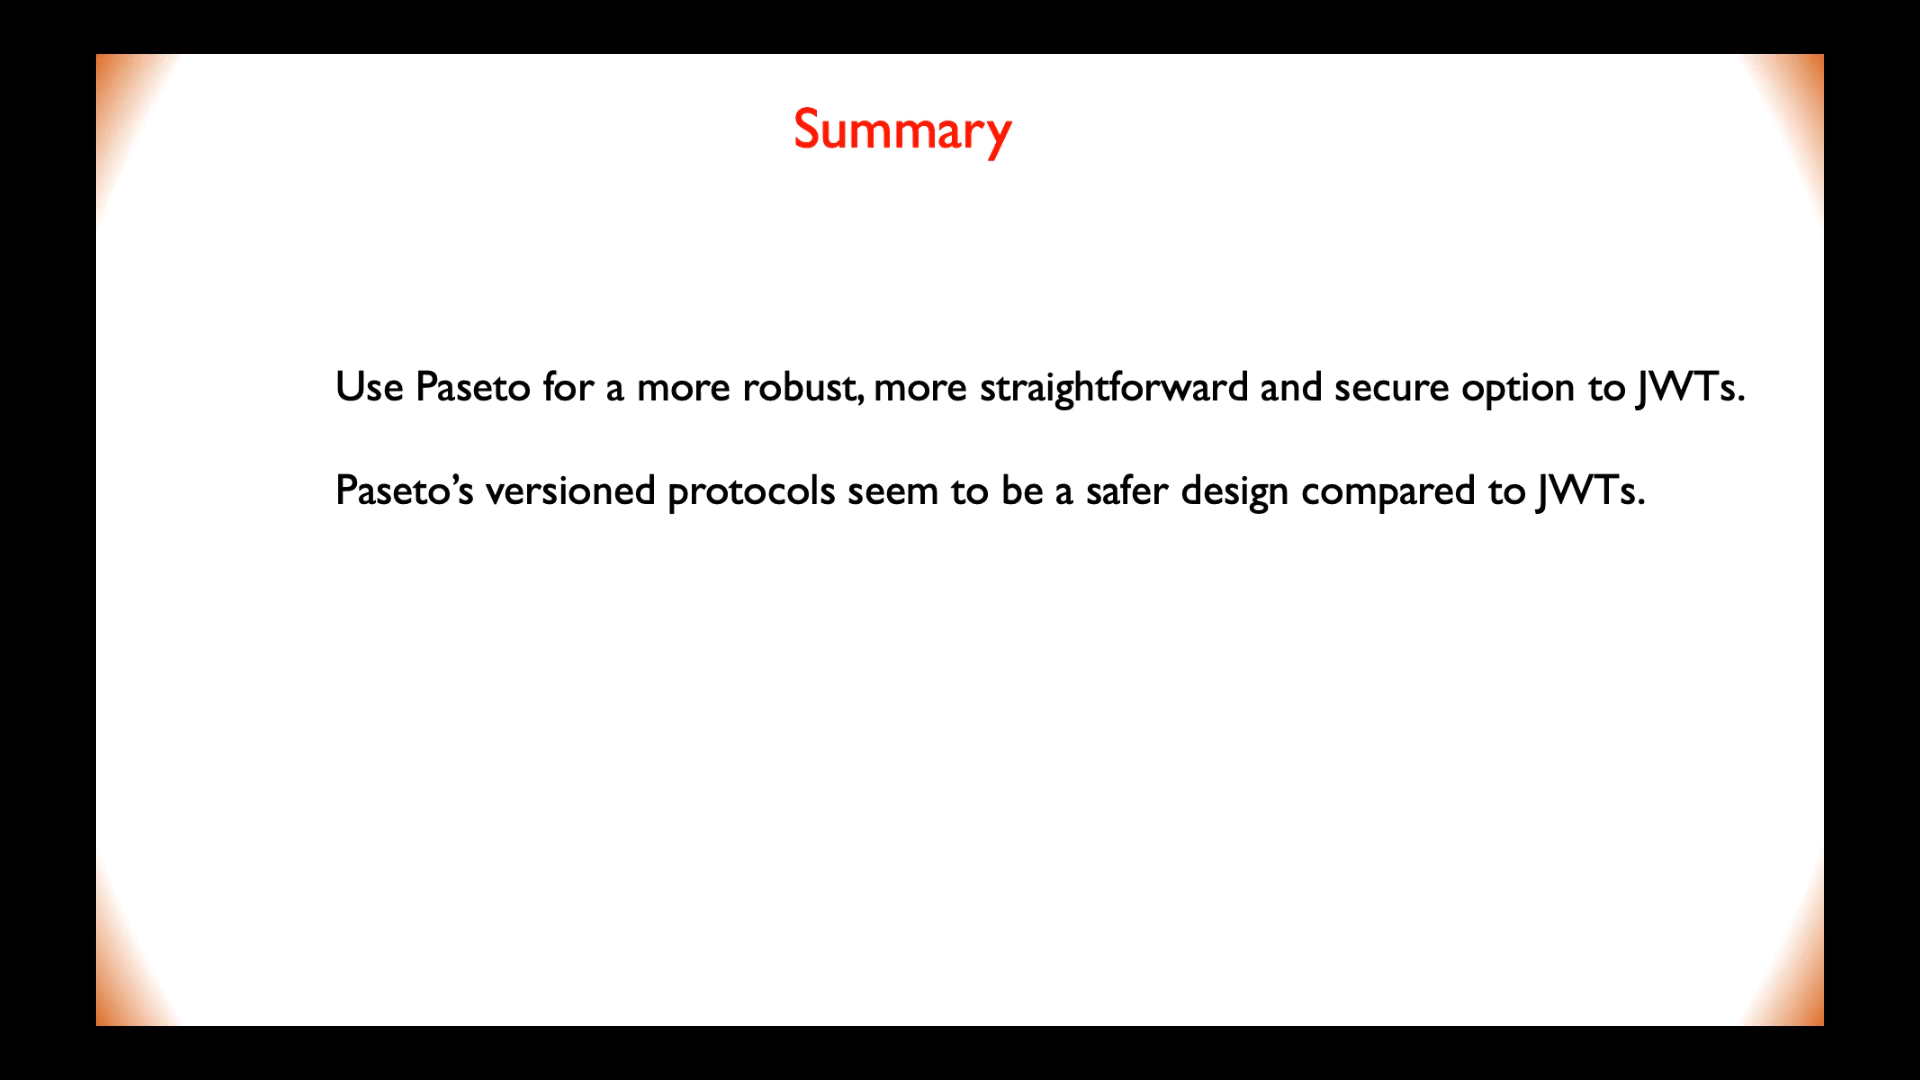 Summary
Use Paseto for a more robust, more straightforward and secure option to JWTs.
Paseto’s versioned protocols seem to be a safer design compared to JWTs.